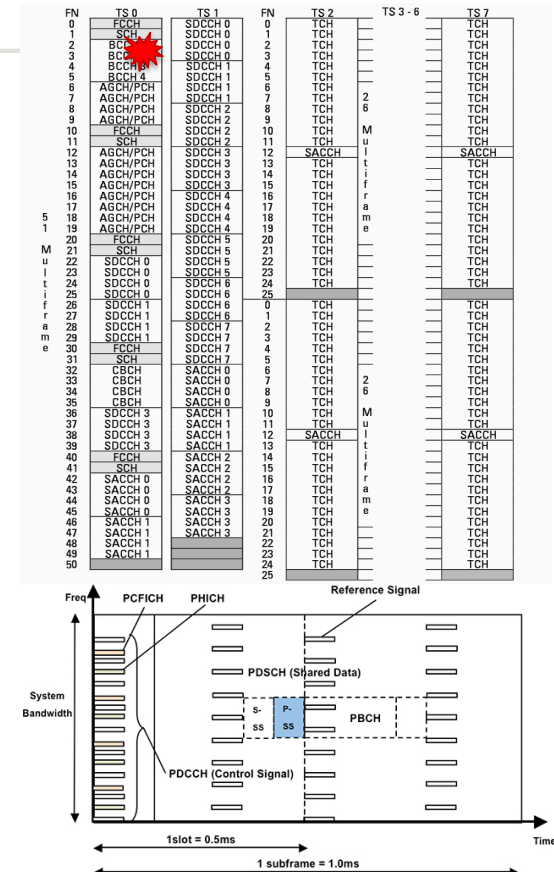 FN TS 0 TS 1 FN TS 2 TS 3 - 6 TS 7
0 FCCH SDCCH 0 0 TCH TCH
1 SCH SDCCH 0 1 TCH TCH
2 SDCCH 0 2 TCH TCH
3 SDCCH 0 3 TCH TCH
4 SDCCH 1 4 TCH TCH
5 BCCH 4 SDCCH 1 5 TCH TCH
6 AGCH/PCH SDCCH 1 6 TCH TCH
7 AGCH/PCH SDCCH 1 7 TCH TCH
8 AGCH/PCH SDCCH 2 8 TCH TCH
9 AGCH/PCH SDCCH 2 9 TCH TCH
10 FCCH SDCCH 2 10 TCH TCH
11 SCH SDCCH 2 11 TCH TCH
12 AGCH/PCH SDCCH 3 12 SACCH SACCH
13 AGCH/PCH SDCCH 3 13 TCH TCH
14 AGCH/PCH SDCCH 3 14 TCH TCH
15 AGCH/PCH SDCCH 3 15 TCH TCH
16 AGCH/PCH SDCCH 4 16 TCH TCH
17 AGCH/PCH SDCCH 4 17 TCH TCH
18 AGCH/PCH SDCCH 4 18 TCH TCH
19 AGCH/PCH SDCCH 4 19 TCH TCH
20 FCCH SDCCH 5 20 TCH TCH
21 SCH SDCCH 5 21 TCH TCH
22 SDCCH 0 SDCCH 5 22 TCH TCH
23 SDCCH 0 SDCCH 5 23 TCH TCH
24 SDCCH 0 SDCCH 6 24 TCH TCH
25 SDCCH 0 SDCCH 6 25
26 SDCCH 1 SDCCH 6 0 TCH TCH
27 SDCCH 1 SDCCH 6 1 TCH TCH
28 SDCCH 1 SDCCH 7 2 TCH TCH
29 SDCCH 1 SDCCH 7 3 TCH TCH
30 FCCH SDCCH 7 4 TCH TCH
31 SCH SDCCH 7 5 TCH TCH
32 CBCH SACCH 0 6 TCH TCH
33 CBCH SACCH 0 7 TCH TCH
34 CBCH SACCH 0 8 TCH TCH
35 CBCH SACCH 0 9 TCH TCH
36 SDCCH 3 SACCH 1 10 TCH TCH
37 SDCCH 3 SACCH 1 11 TCH TCH
38 SDCCH 3 SACCH 1 12 SACCH SACCH
39 SDCCH 3 SACCH 1 13 TCH TCH
40 FCCH SACCH 2 14 TCH TCH
41 SCH SACCH 2 15 TCH TCH
42 SACCH 0 SACCH 2 16 TCH TCH
43 SACCH 0 SACCH 2 17 TCH TCH
44 SACCH 0 SACCH 3 18 TCH TCH
45 SACCH 0 SACCH 3 19 TCH TCH
46 SACCH 1 SACCH 3 20 TCH TCH
47 SACCH 1 SACCH 3 21 TCH TCH
48 SACCH 1 22 TCH TCH
49 SACCH 1 23 TCH TCH
50 24 TCH TCH
25
51 Multiframe
26 Multiframe
26 Multiframe
Freq PCFICH PHICH Reference Signal
PDSCH (Shared Data)
System
Bandwidth
S-
SS
P-
SS
PBCH
PDCCH (Control Signal)
Time
1slot = 0.5ms
1 subframe = 1.0ms